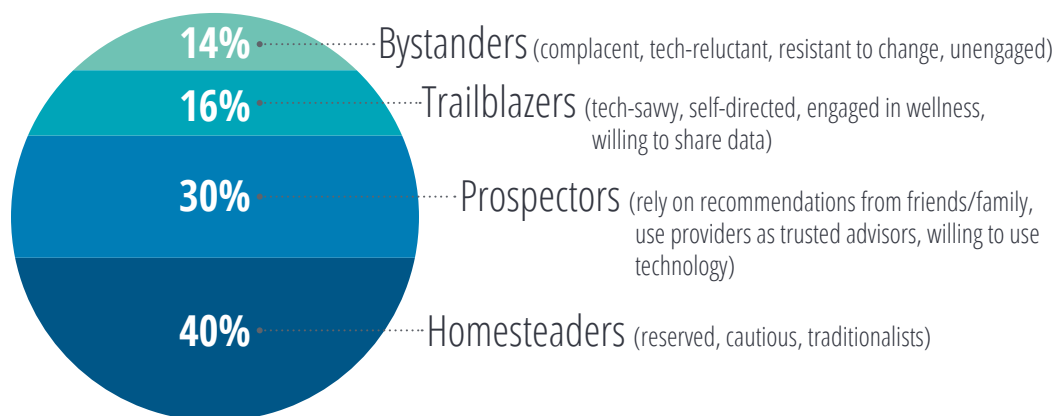 14% Bystanders (complacent, tech-reluctant, resistant to change, unengaged)
16% Trailblazers (tech-savvy, self-directed, engaged in wellness,
willing to share data)
30% Prospectors (rely on recommendations from friends/family,
use providers as trusted advisors, willing to use
technology)
40% Homesteaders (reserved, cautious, traditionalists)